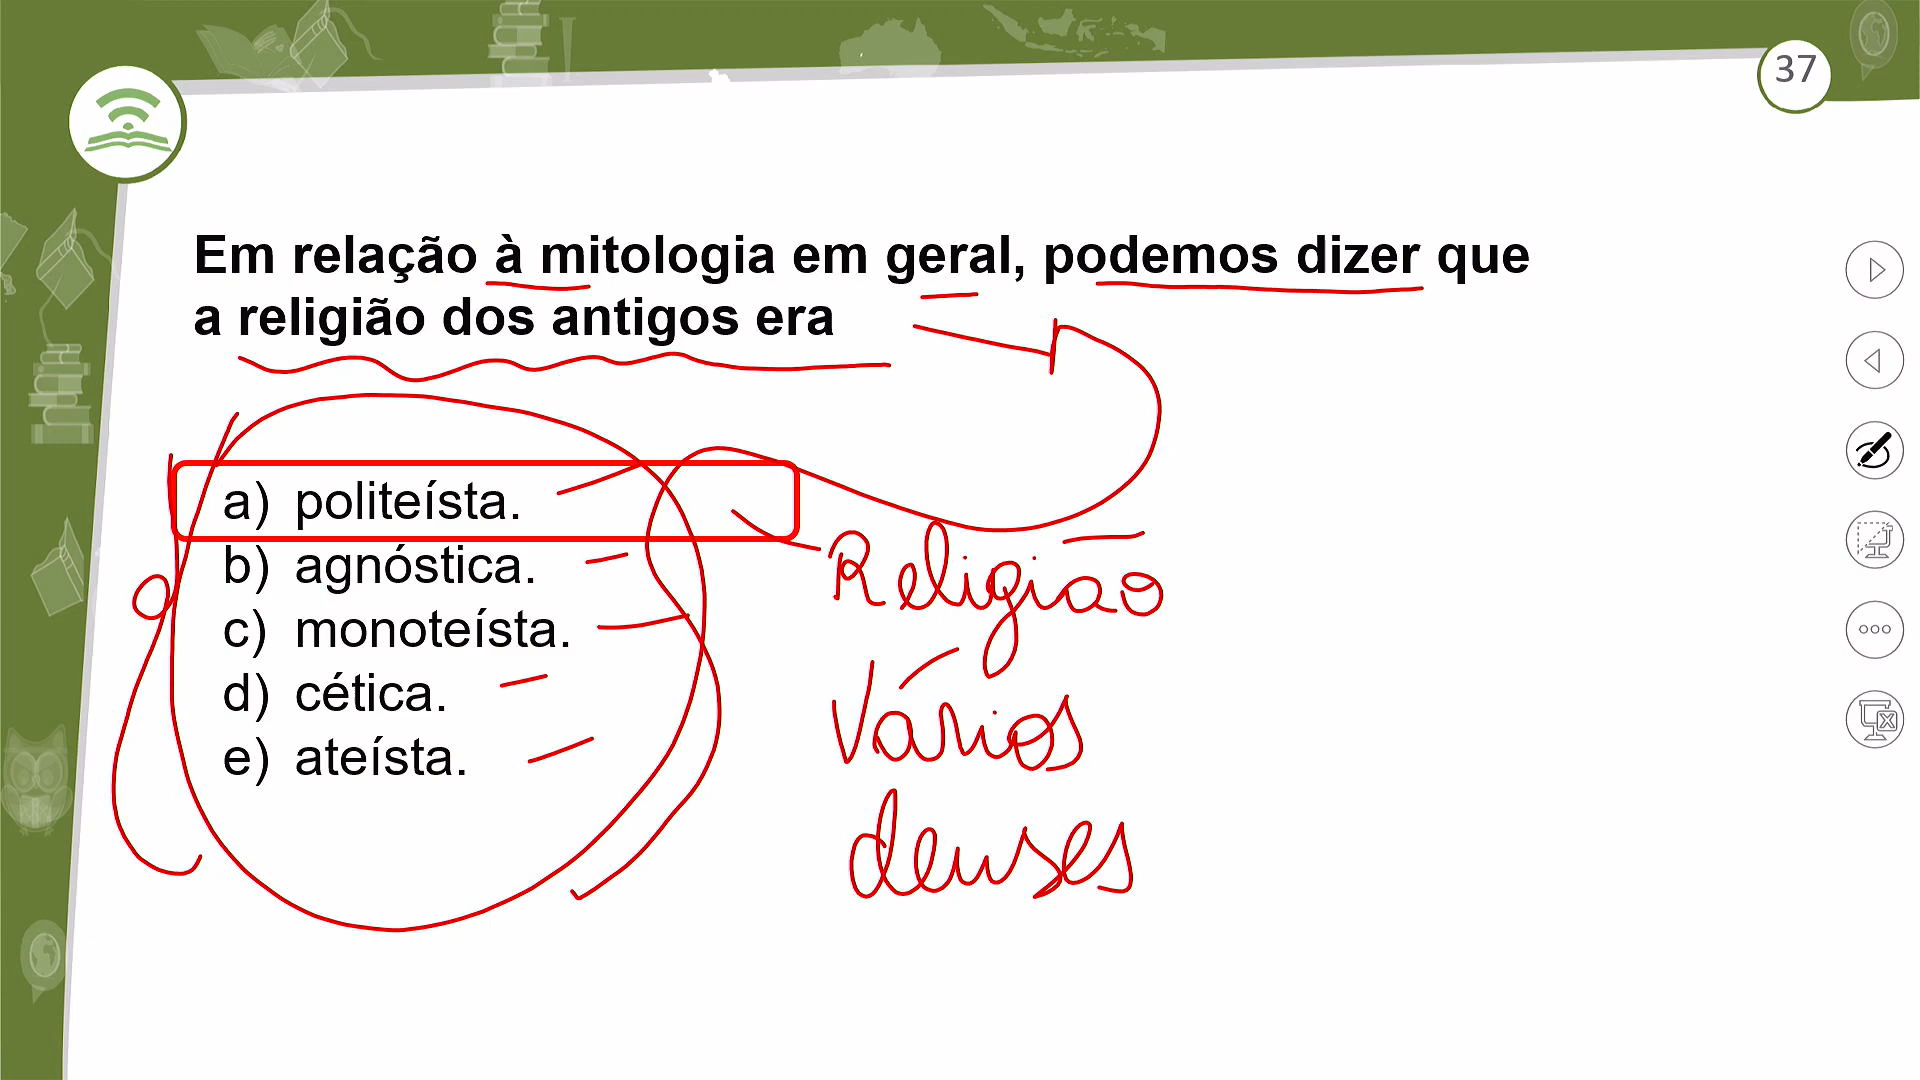 37
Em relação à mitologia em geral, podemos dizer que
a religião dos antigos era
a) politeísta.
b) agnóstica.
c) monoteísta.
d) cética.
e) ateísta.
Religião
Vários
deuses